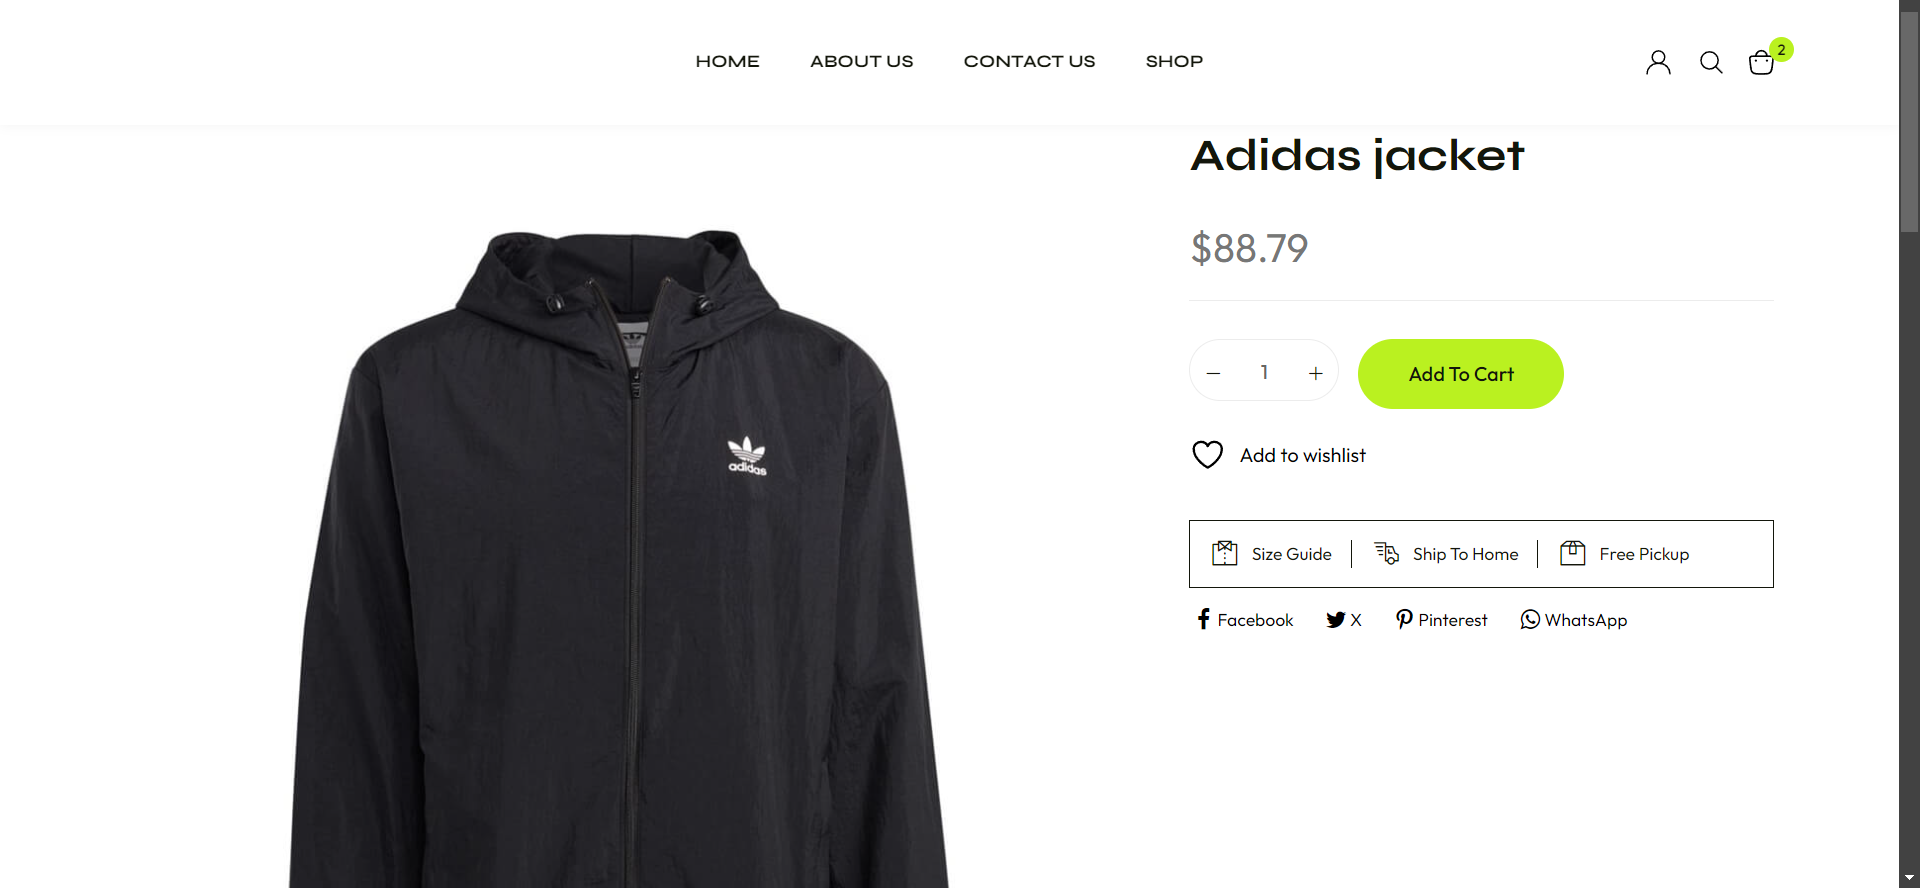 HOME ABOUT US CONTACT US SHOP 2
Adidas jacket
$88.79
− 1 + Add To Cart
Add to wishlist
Size Guide Ship To Home Free Pickup
Facebook X Pinterest WhatsApp
adidas